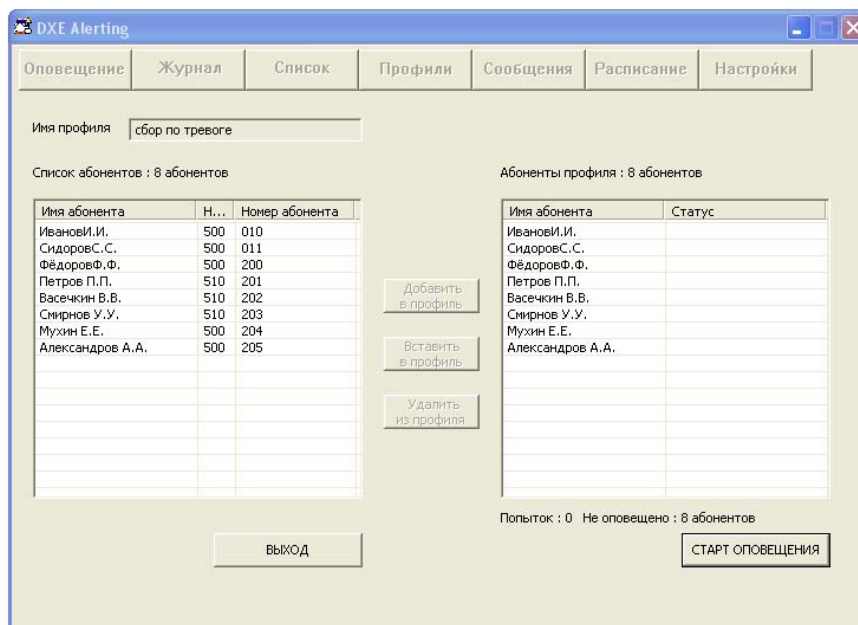 DXE Alerting
Оповещение Журнал Список Профили Сообщения Расписание Настройки
Имя профиля сбор по тревоге
Список абонентов : 8 абонентов Абоненты профиля : 8 абонентов
Имя абонента Н... Номер абонента Имя абонента Статус
ИвановИ.И. 500 010 ИвановИ.И.
СидоровС.С. 500 011 СидоровС.С.
ФёдоровФ.Ф. 500 200 ФёдоровФ.Ф.
Петров П.П. 510 201 Петров П.П.
Васечкин В.В. 510 202 Васечкин В.В.
Смирнов У.У. 510 203 Смирнов У.У.
Мухин Е.Е. 500 204 Мухин Е.Е.
Александров А.А. 500 205 Александров А.А.
Добавить
в профиль
Вставить
в профиль
Удалить
из профиля
Попыток : 0 Не оповещено : 8 абонентов
ВЫХОД СТАРТ ОПОВЕЩЕНИЯ